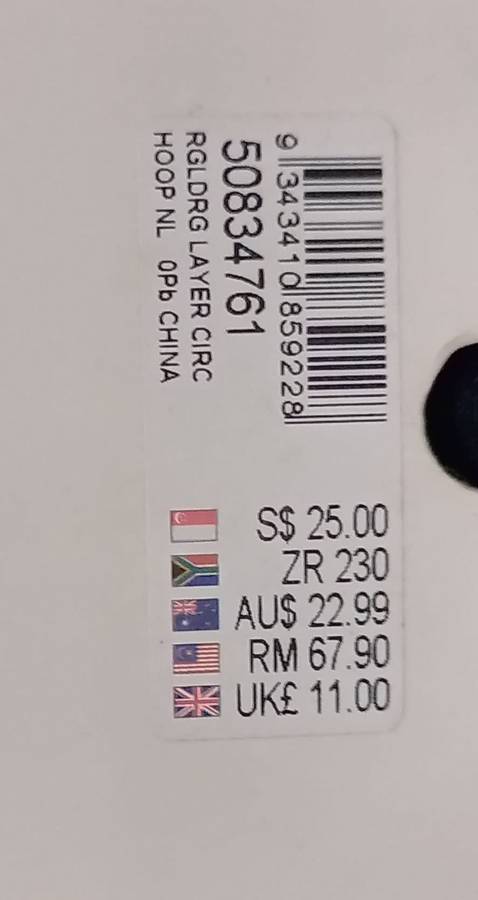 9 343410 859228
50834761
RGLDRG LAYER CIRC
HOOP NL 0Pb CHINA
S$ 25.00
ZR 230
AU$ 22.99
RM 67.90
UK£ 11.00